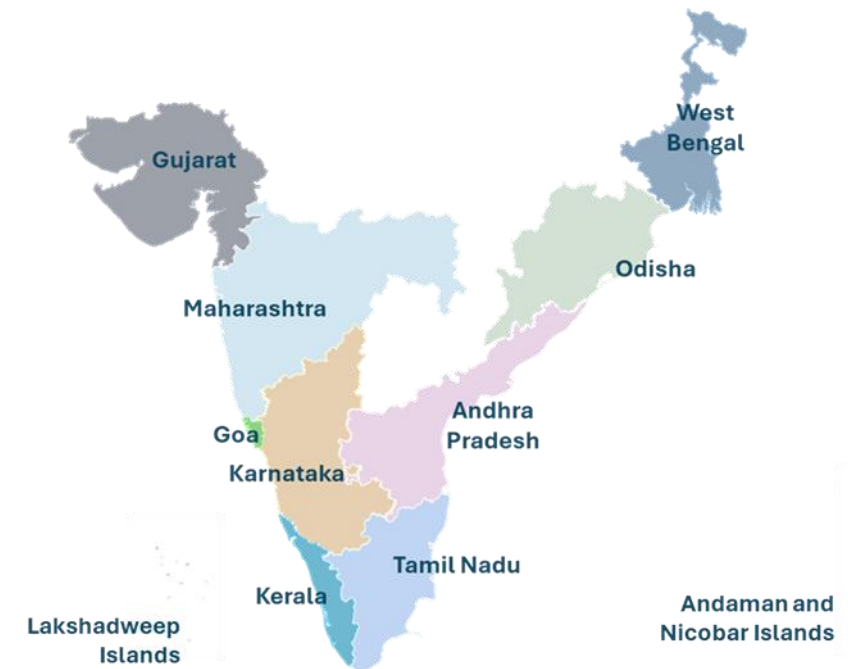 West
Bengal
Gujarat
Odisha
Maharashtra
Andhra
Pradesh
Goa
Karnataka
Tamil Nadu
Kerala
Andaman and
Nicobar Islands
Lakshadweep
Islands